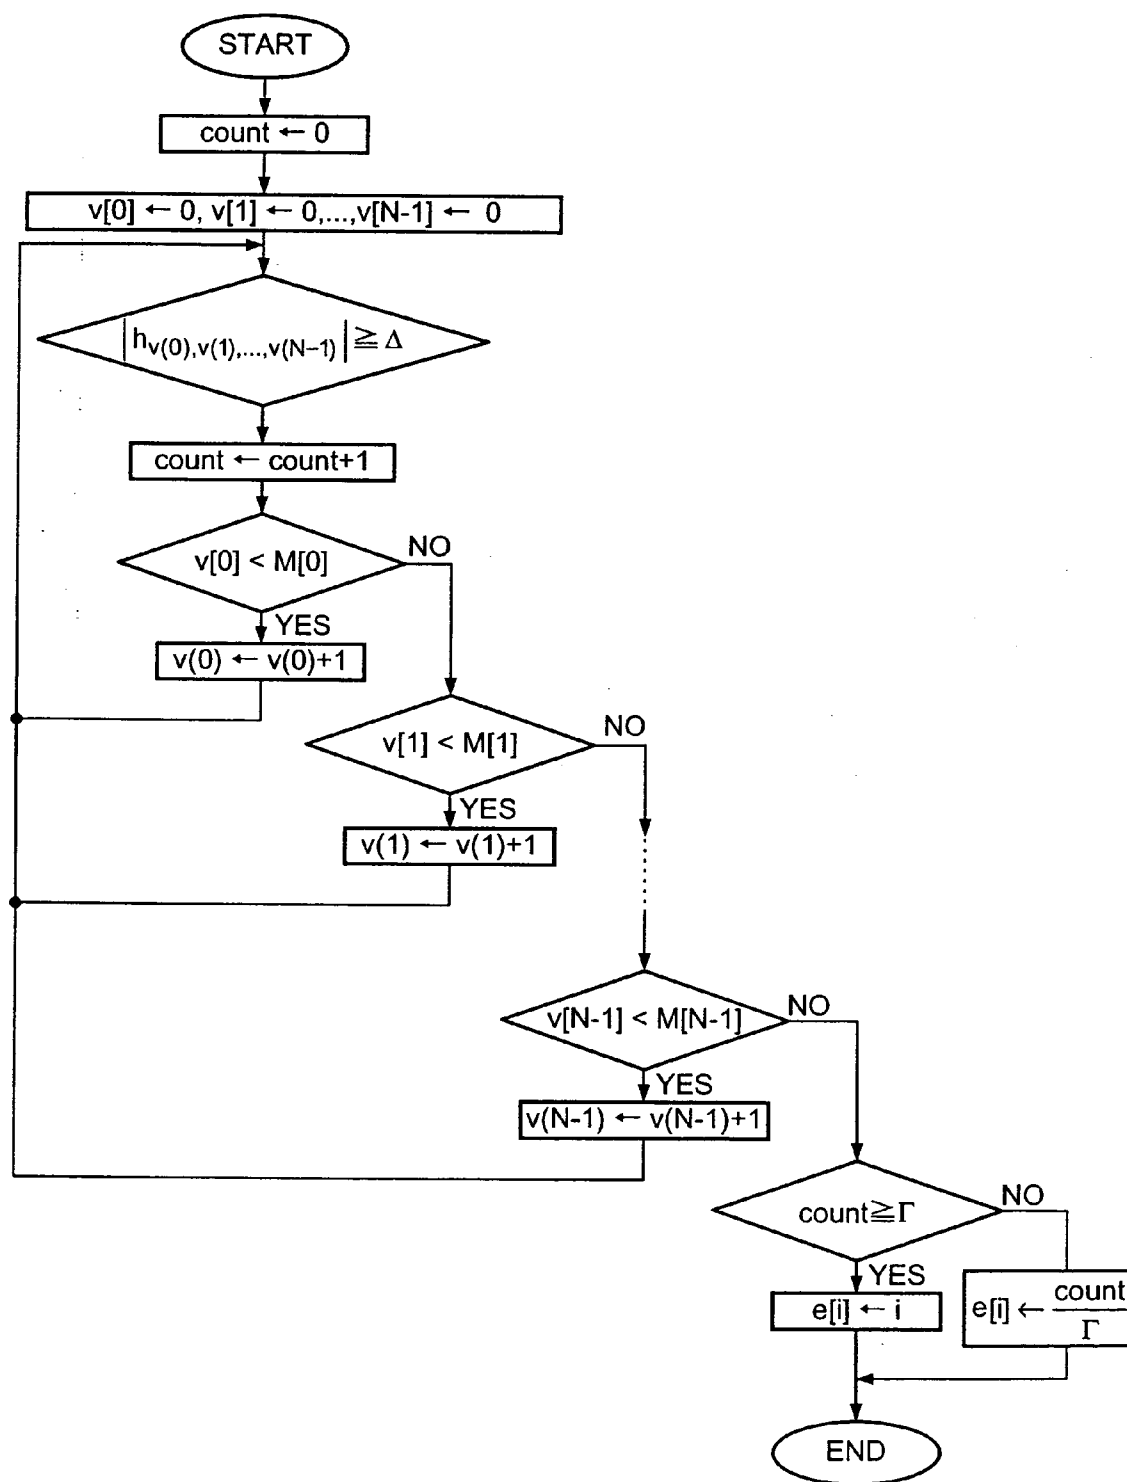 START
count ← 0
v[0] ← 0, v[1] ← 0,...,v[N-1] ← 0
|h_{v(0),v(1),...,v(N−1)}| ≧ Δ
count ← count+1
v[0] < M[0]
NO
YES
v(0) ← v(0)+1
v[1] < M[1]
NO
YES
v(1) ← v(1)+1
v[N-1] < M[N-1]
NO
YES
v(N-1) ← v(N-1)+1
count≧Γ
NO
YES
e[i] ← i
e[i] ← count
Γ
END